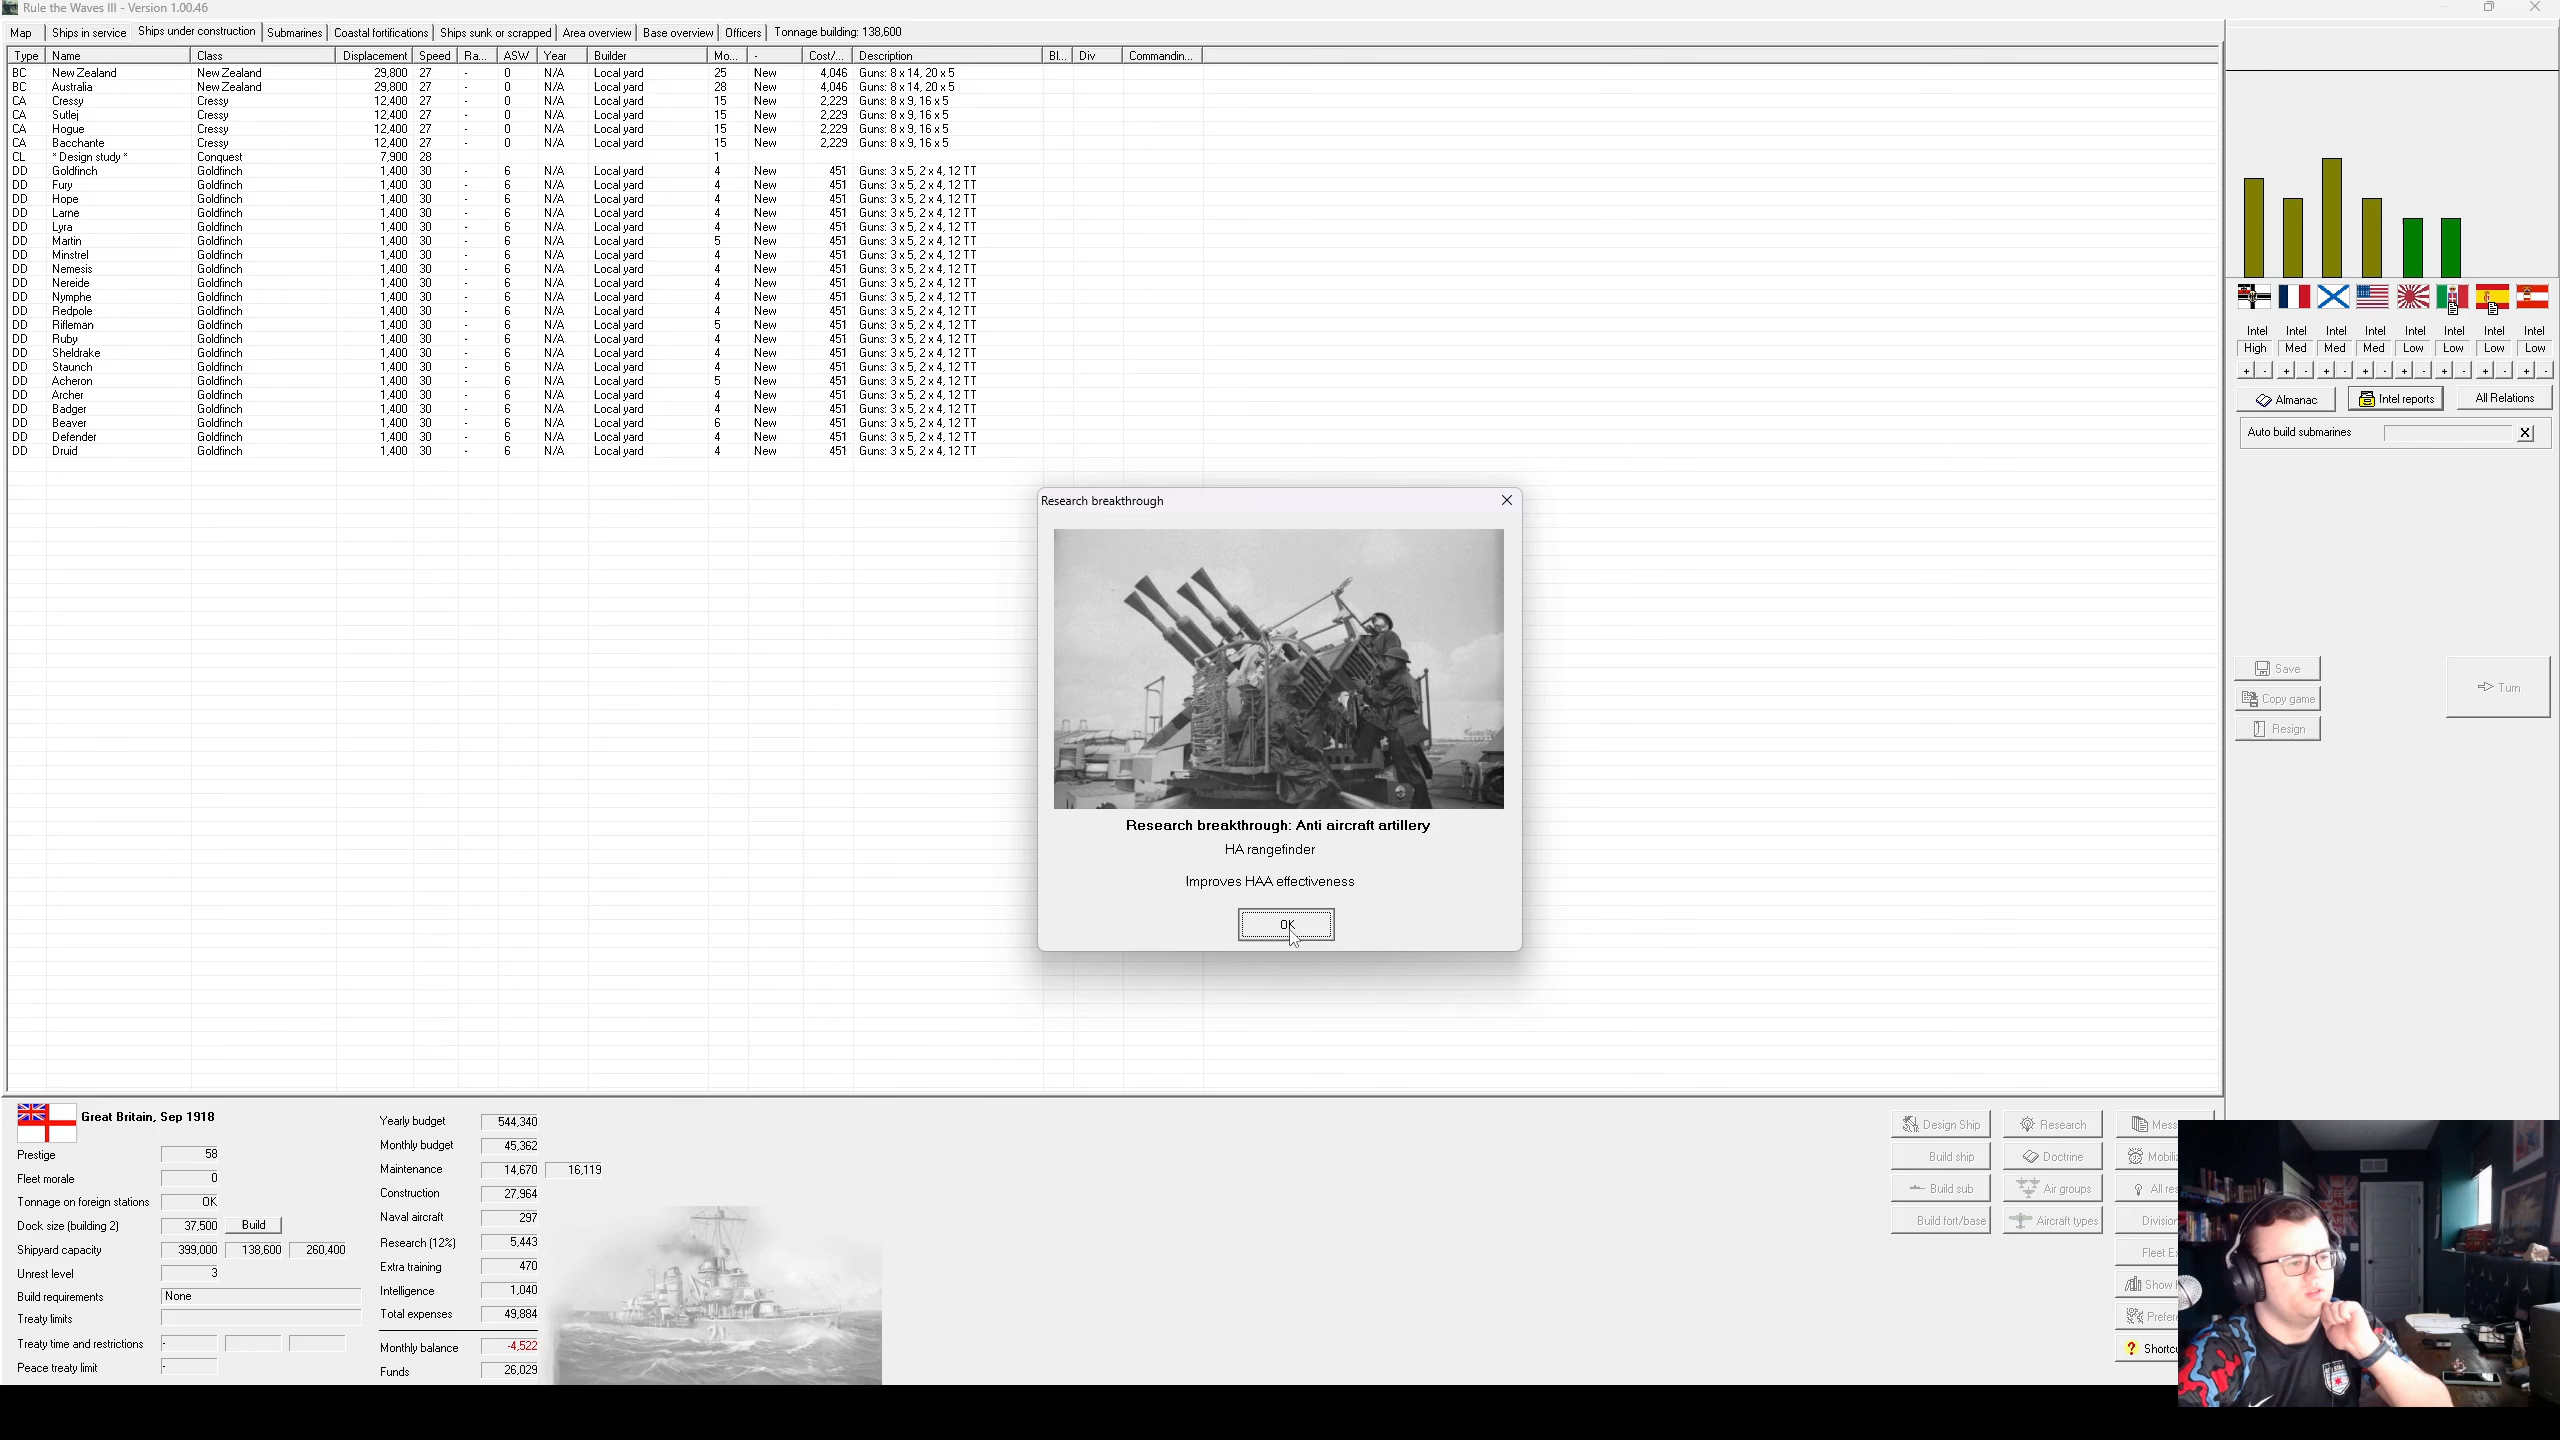 Rule the Waves III - Version 1.00.46
Map Ships in service Ships under construction Submarines Coastal fortifications Ships sunk or scrapped Area overview Base overview Officers Tonnage building: 138,600
Type Name Class Displacement Speed Ra... ASW Year Builder Mo... - Cost/... Description Bl... Div Commandin...
BC New Zealand New Zealand 29,800 27 - 0 N/A Local yard 25 New 4,046 Guns: 8 x 14, 20 x 5
BC Australia New Zealand 29,800 27 - 0 N/A Local yard 28 New 4,046 Guns: 8 x 14, 20 x 5
CA Cressy Cressy 12,400 27 - 0 N/A Local yard 15 New 2,229 Guns: 8 x 9, 16 x 5
CA Sutlej Cressy 12,400 27 - 0 N/A Local yard 15 New 2,229 Guns: 8 x 9, 16 x 5
CA Hogue Cressy 12,400 27 - 0 N/A Local yard 15 New 2,229 Guns: 8 x 9, 16 x 5
CA Bacchante Cressy 12,400 27 - 0 N/A Local yard 15 New 2,229 Guns: 8 x 9, 16 x 5
CL * Design study * Conquest 7,900 28 1
DD Goldfinch Goldfinch 1,400 30 - 6 N/A Local yard 4 New 451 Guns: 3 x 5, 2 x 4, 12 TT
DD Fury Goldfinch 1,400 30 - 6 N/A Local yard 4 New 451 Guns: 3 x 5, 2 x 4, 12 TT
DD Hope Goldfinch 1,400 30 - 6 N/A Local yard 4 New 451 Guns: 3 x 5, 2 x 4, 12 TT
DD Larne Goldfinch 1,400 30 - 6 N/A Local yard 4 New 451 Guns: 3 x 5, 2 x 4, 12 TT
DD Lyra Goldfinch 1,400 30 - 6 N/A Local yard 4 New 451 Guns: 3 x 5, 2 x 4, 12 TT
DD Martin Goldfinch 1,400 30 - 6 N/A Local yard 5 New 451 Guns: 3 x 5, 2 x 4, 12 TT
DD Minstrel Goldfinch 1,400 30 - 6 N/A Local yard 4 New 451 Guns: 3 x 5, 2 x 4, 12 TT
DD Nemesis Goldfinch 1,400 30 - 6 N/A Local yard 4 New 451 Guns: 3 x 5, 2 x 4, 12 TT
DD Nereide Goldfinch 1,400 30 - 6 N/A Local yard 4 New 451 Guns: 3 x 5, 2 x 4, 12 TT
DD Nymphe Goldfinch 1,400 30 - 6 N/A Local yard 4 New 451 Guns: 3 x 5, 2 x 4, 12 TT
DD Redpole Goldfinch 1,400 30 - 6 N/A Local yard 4 New 451 Guns: 3 x 5, 2 x 4, 12 TT
DD Rifleman Goldfinch 1,400 30 - 6 N/A Local yard 5 New 451 Guns: 3 x 5, 2 x 4, 12 TT
DD Ruby Goldfinch 1,400 30 - 6 N/A Local yard 4 New 451 Guns: 3 x 5, 2 x 4, 12 TT
DD Sheldrake Goldfinch 1,400 30 - 6 N/A Local yard 4 New 451 Guns: 3 x 5, 2 x 4, 12 TT
DD Staunch Goldfinch 1,400 30 - 6 N/A Local yard 4 New 451 Guns: 3 x 5, 2 x 4, 12 TT
DD Acheron Goldfinch 1,400 30 - 6 N/A Local yard 5 New 451 Guns: 3 x 5, 2 x 4, 12 TT
DD Archer Goldfinch 1,400 30 - 6 N/A Local yard 4 New 451 Guns: 3 x 5, 2 x 4, 12 TT
DD Badger Goldfinch 1,400 30 - 6 N/A Local yard 4 New 451 Guns: 3 x 5, 2 x 4, 12 TT
DD Beaver Goldfinch 1,400 30 - 6 N/A Local yard 6 New 451 Guns: 3 x 5, 2 x 4, 12 TT
DD Defender Goldfinch 1,400 30 - 6 N/A Local yard 4 New 451 Guns: 3 x 5, 2 x 4, 12 TT
DD Druid Goldfinch 1,400 30 - 6 N/A Local yard 4 New 451 Guns: 3 x 5, 2 x 4, 12 TT
Intel Intel Intel Intel Intel Intel Intel Intel
High Med Med Med Low Low Low Low
+ - + - + - + - + - + - + - + -
Almanac Intel reports All Relations
Auto build submarines X
Save
Copy game
Resign
Turn
Research breakthrough
Research breakthrough: Anti aircraft artillery
HA rangefinder
Improves HAA effectiveness
OK
Great Britain, Sep 1918
Prestige 58
Fleet morale 0
Tonnage on foreign stations OK
Dock size (building 2) 37,500 Build
Shipyard capacity 399,000 138,600 260,400
Unrest level 3
Build requirements None
Treaty limits
Treaty time and restrictions -
Peace treaty limit -
Yearly budget 544,340
Monthly budget 45,362
Maintenance 14,670 16,119
Construction 27,964
Naval aircraft 297
Research (12%) 5,443
Extra training 470
Intelligence 1,040
Total expenses 49,884
Monthly balance -4,522
Funds 26,029
Design Ship Research Mess
Build ship Doctrine Mobiliz
Build sub Air groups All res
Build fort/base Aircraft types Division
Fleet Ex
Show
Prefere
? Shortcu